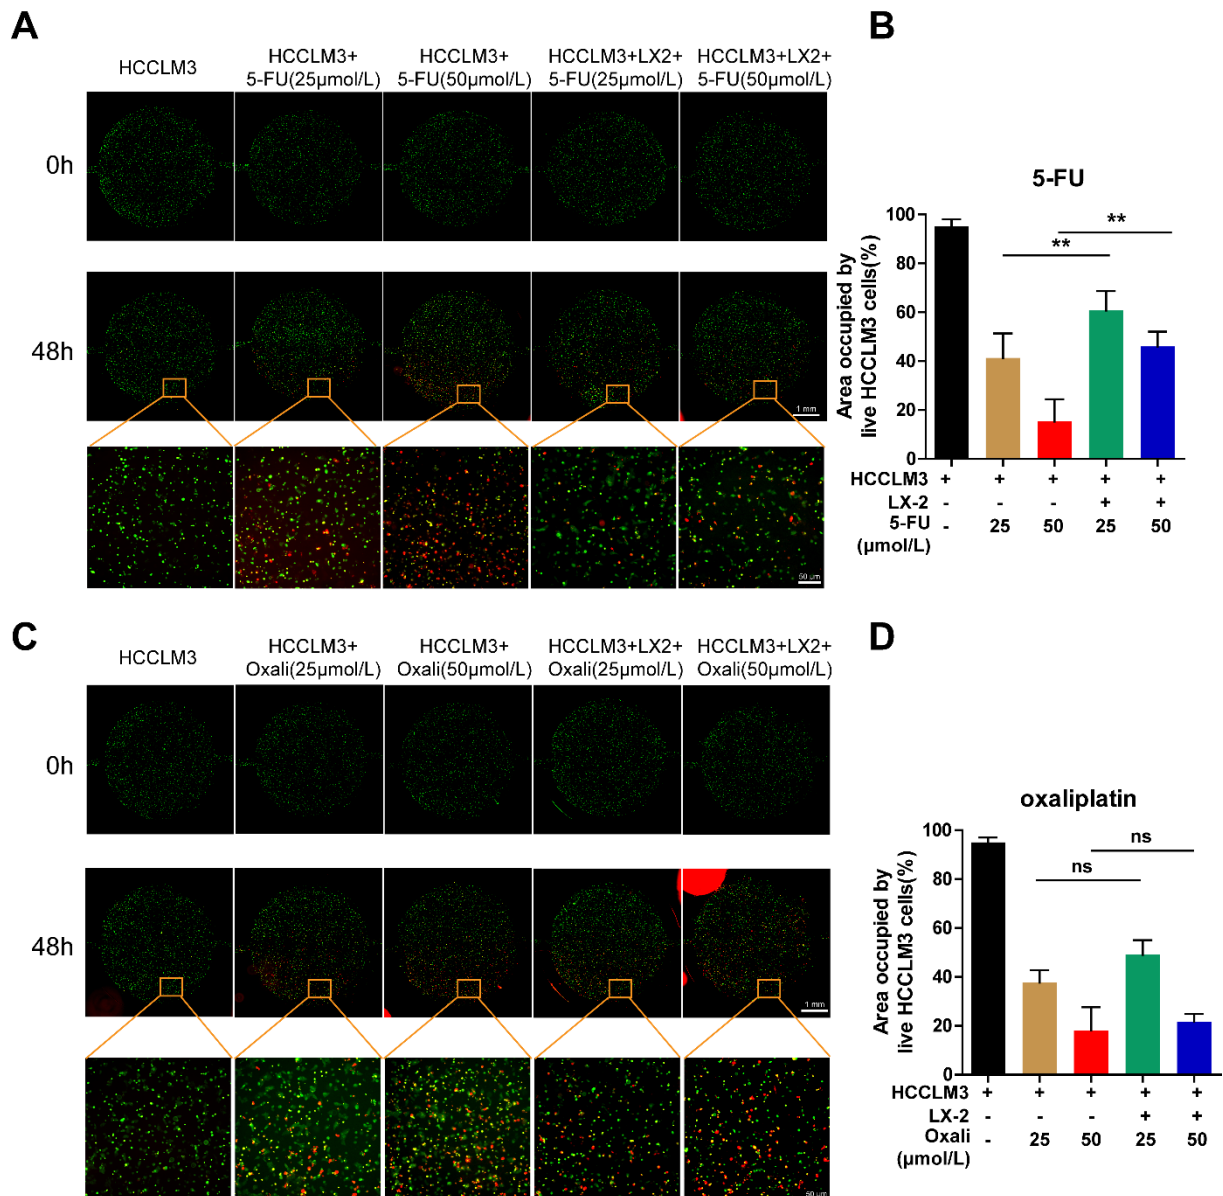 A
HCCLM3
HCCLM3+
5-FU(25μmol/L)
HCCLM3+
5-FU(50μmol/L)
HCCLM3+LX2+
5-FU(25μmol/L)
HCCLM3+LX2+
5-FU(50μmol/L)
0h
48h
1 mm
50 μm
B
5-FU
Area occupied by
live HCCLM3 cells(%)
100
80
60
40
20
0
**
**
HCCLM3 + + + + +
LX-2 - - - + +
5-FU - 25 50 25 50
(μmol/L)
C
HCCLM3
HCCLM3+
Oxali(25μmol/L)
HCCLM3+
Oxali(50μmol/L)
HCCLM3+LX2+
Oxali(25μmol/L)
HCCLM3+LX2+
Oxali(50μmol/L)
0h
48h
1 mm
50 μm
D
oxaliplatin
Area occupied by
live HCCLM3 cells(%)
100
80
60
40
20
0
ns
ns
HCCLM3 + + + + +
LX-2 - - - + +
Oxali - 25 50 25 50
(μmol/L)